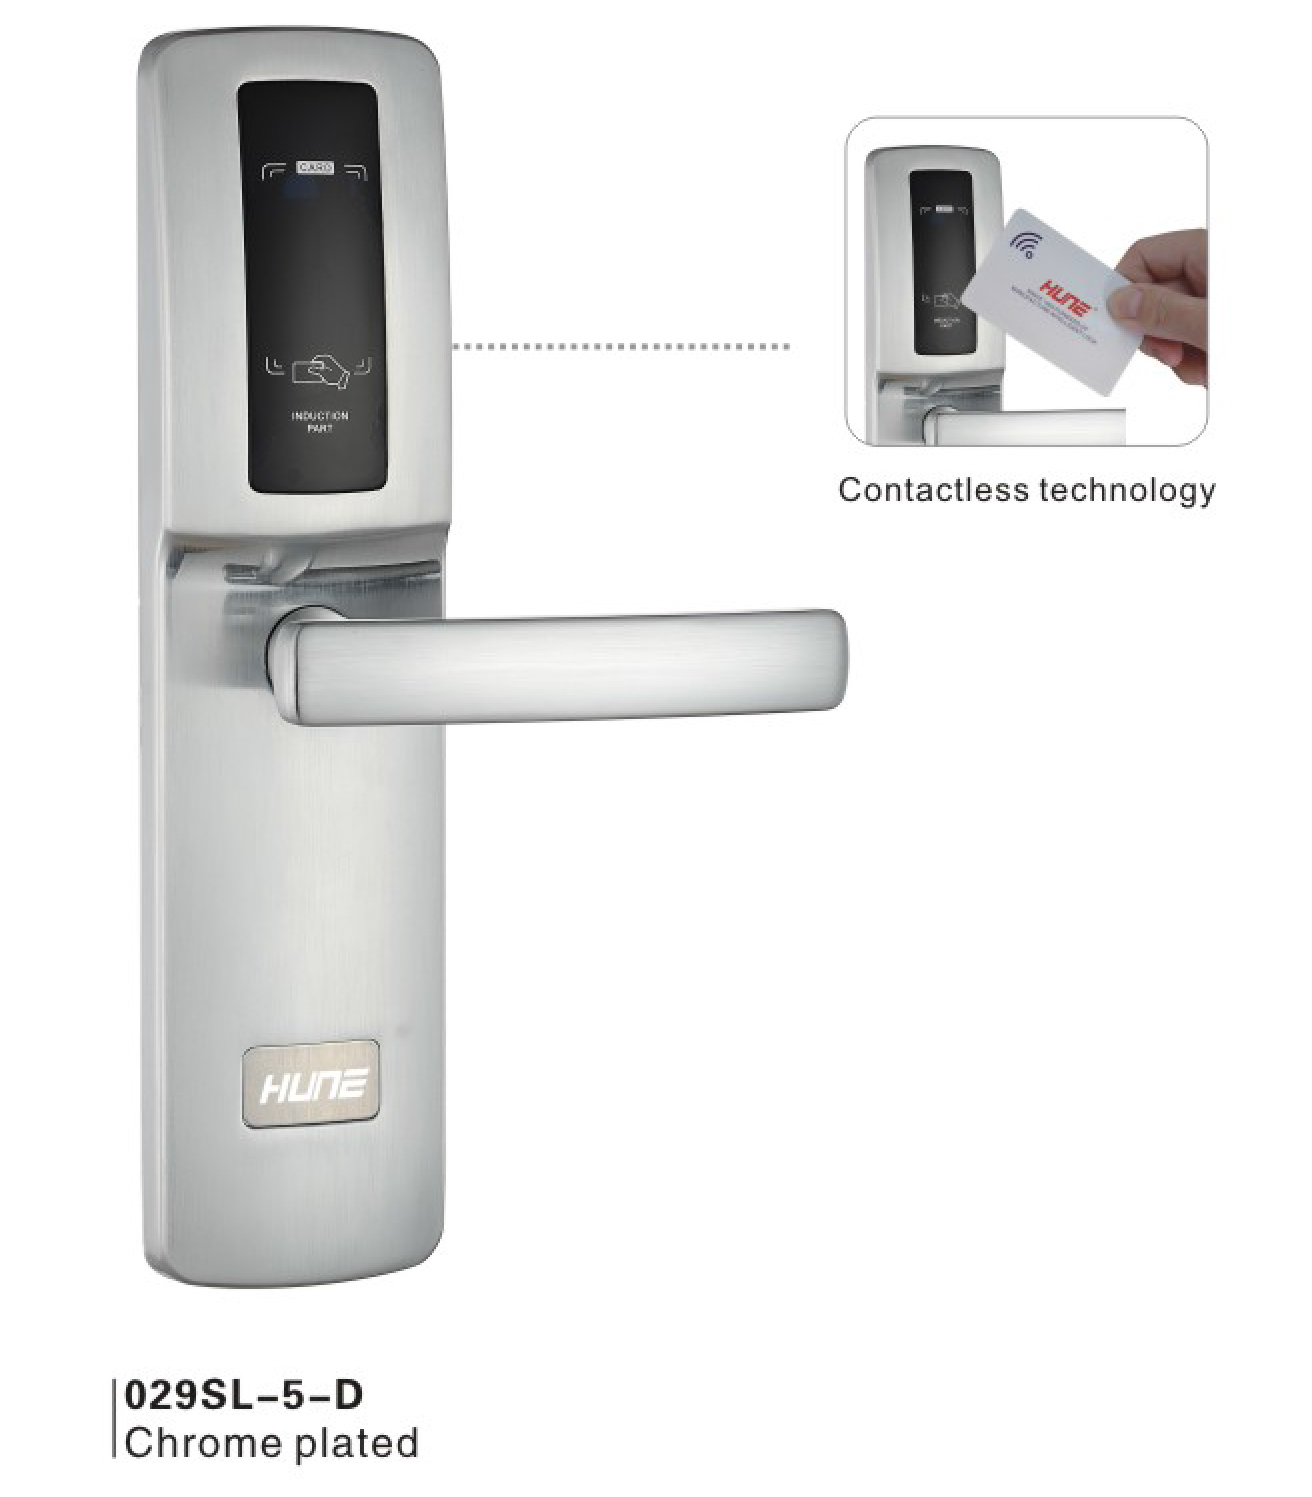 CARD
INDUCTION
PART
HUNE
HUNE
Contactless technology
029SL-5-D
Chrome plated